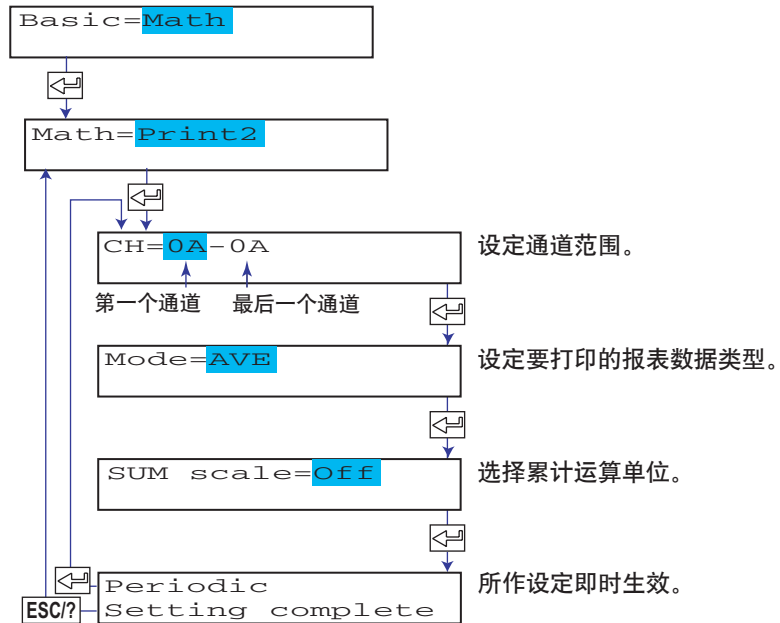 Basic=Math
Math=Print2
CH=0A-0A
设定通道范围。
第一个通道 最后一个通道
Mode=AVE
设定要打印的报表数据类型。
SUM scale=Off
选择累计运算单位。
Periodic
Setting complete
所作设定即时生效。
ESC/?